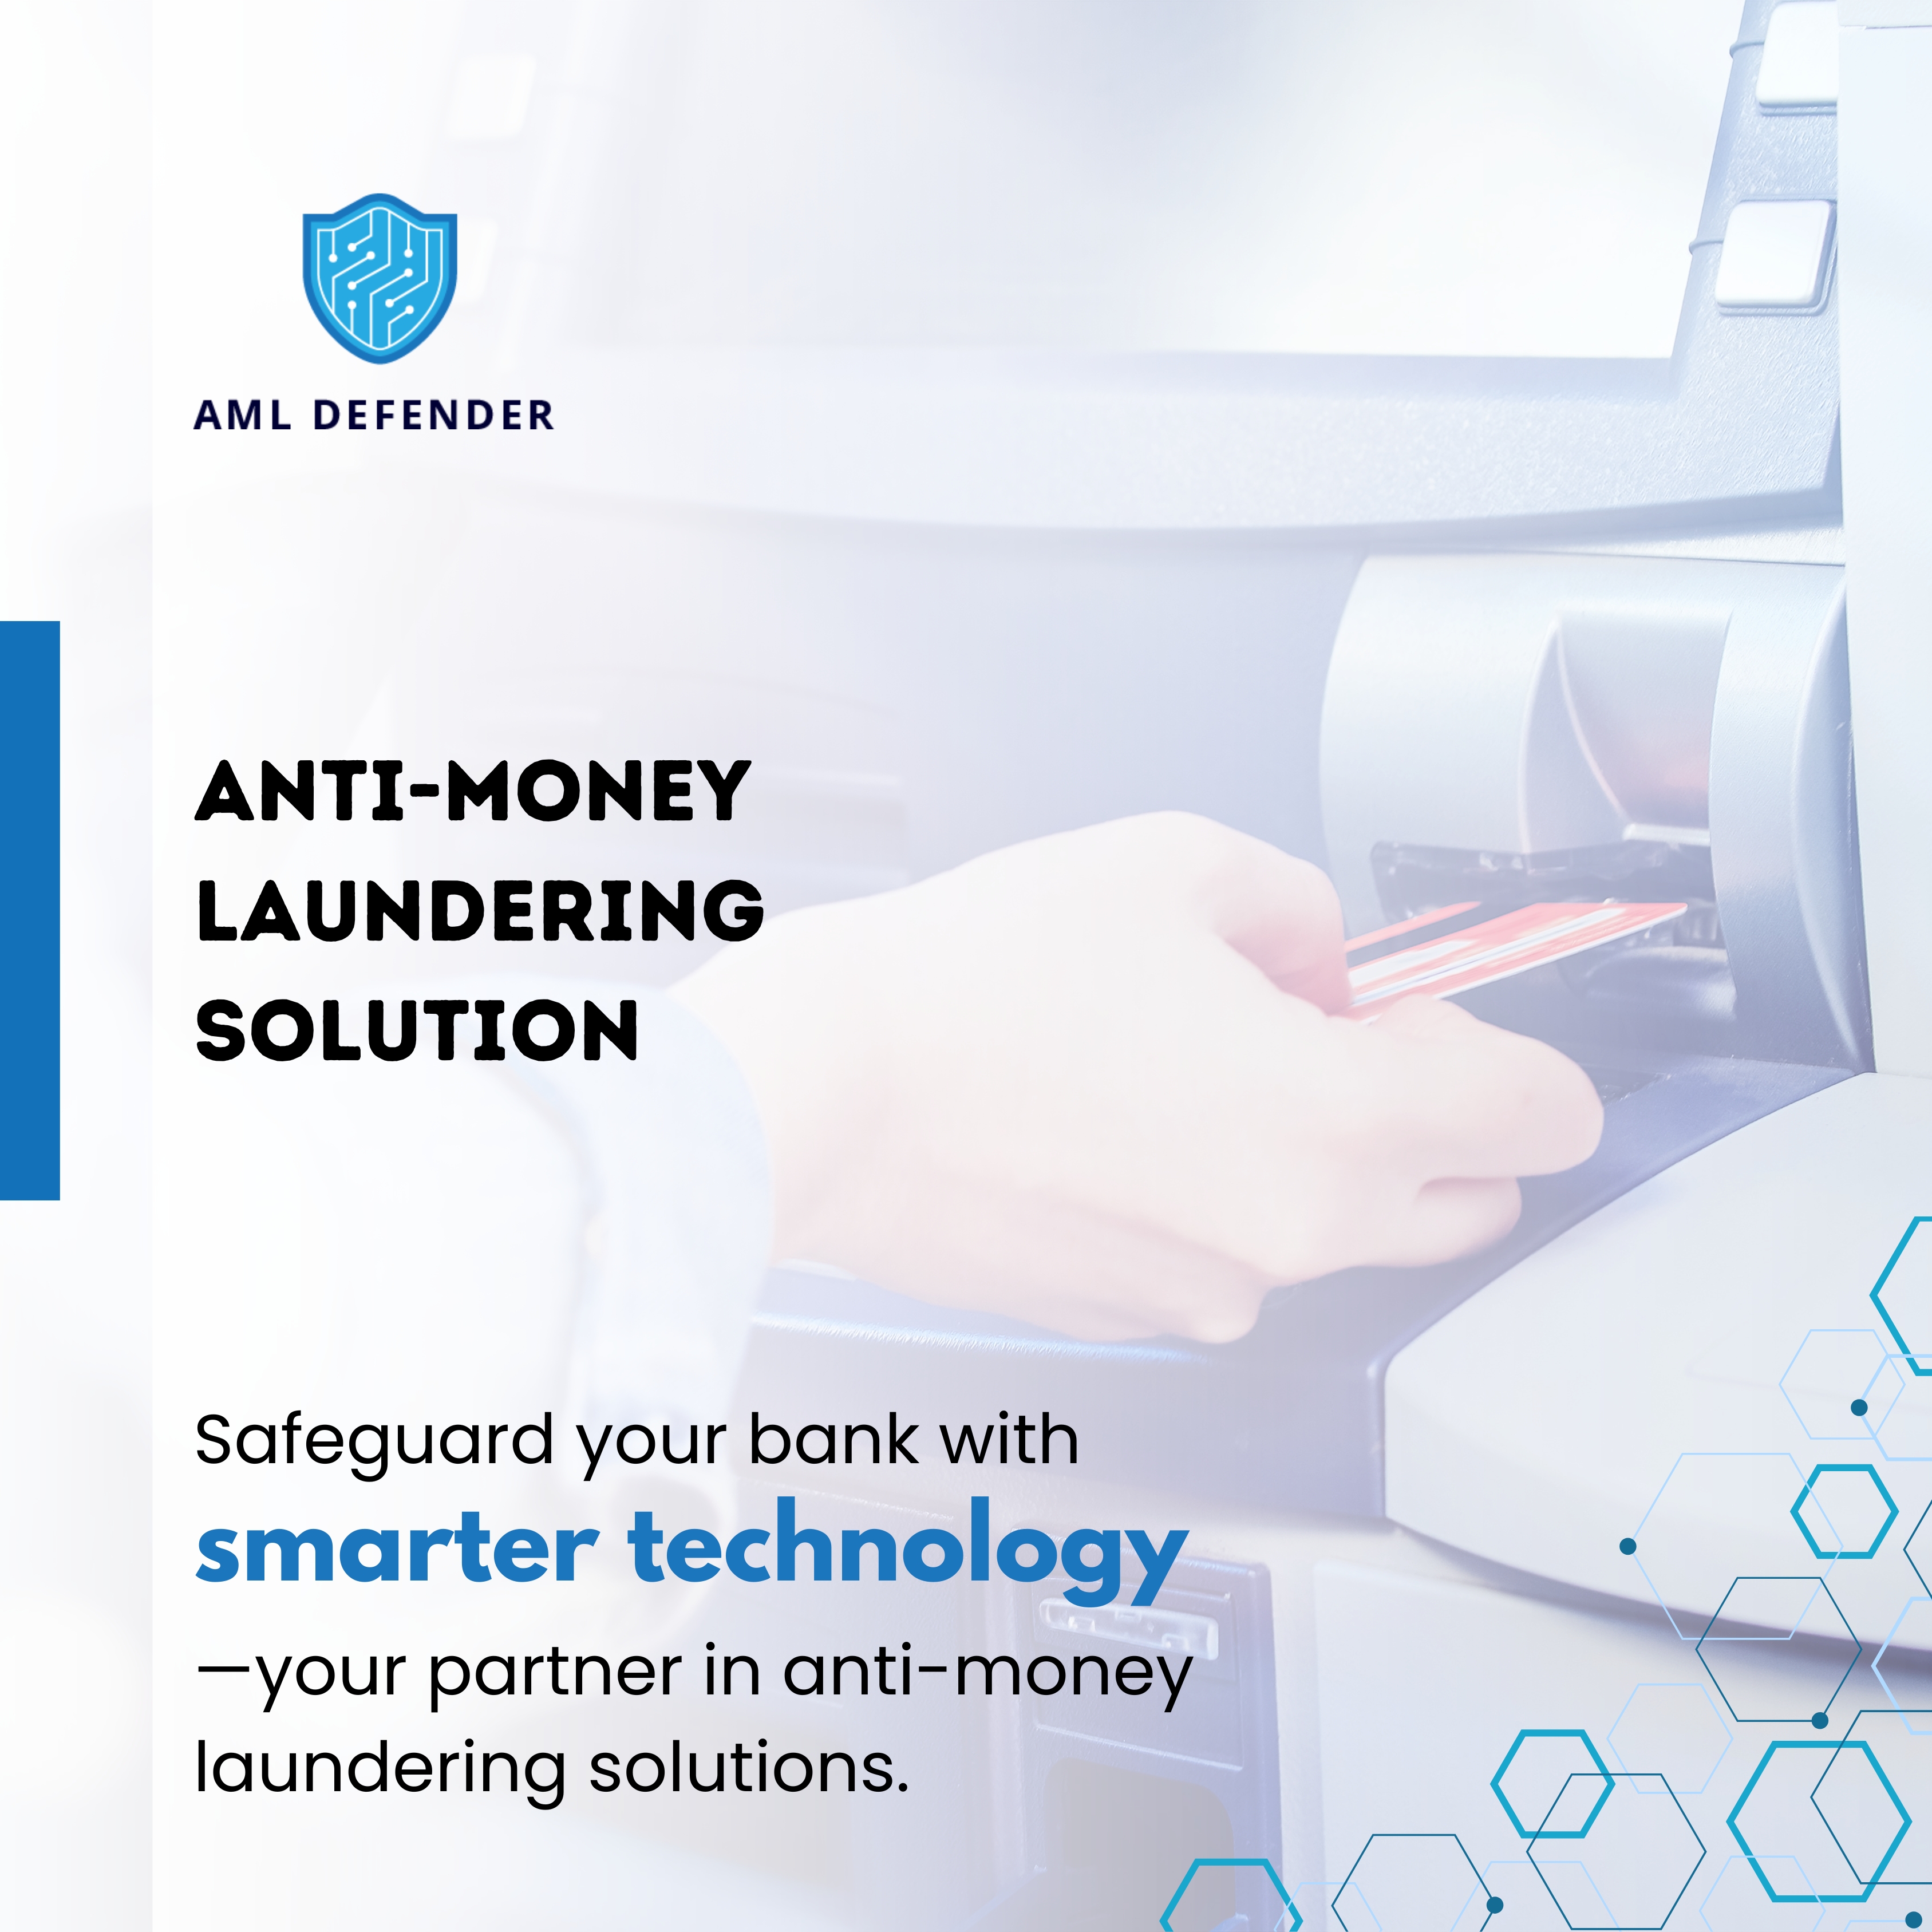 AML DEFENDER
ANTI-MONEY
LAUNDERING
SOLUTION
Safeguard your bank with
smarter technology
—your partner in anti-money
laundering solutions.